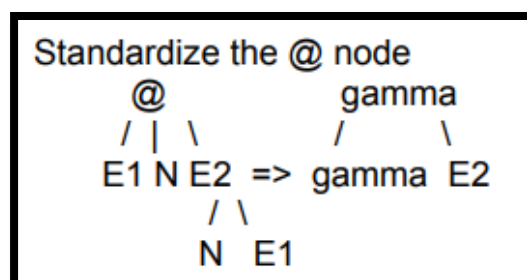 Standardize the @ node
@ gamma
/ | \ / \
E1 N E2 => gamma E2
/ \
N E1